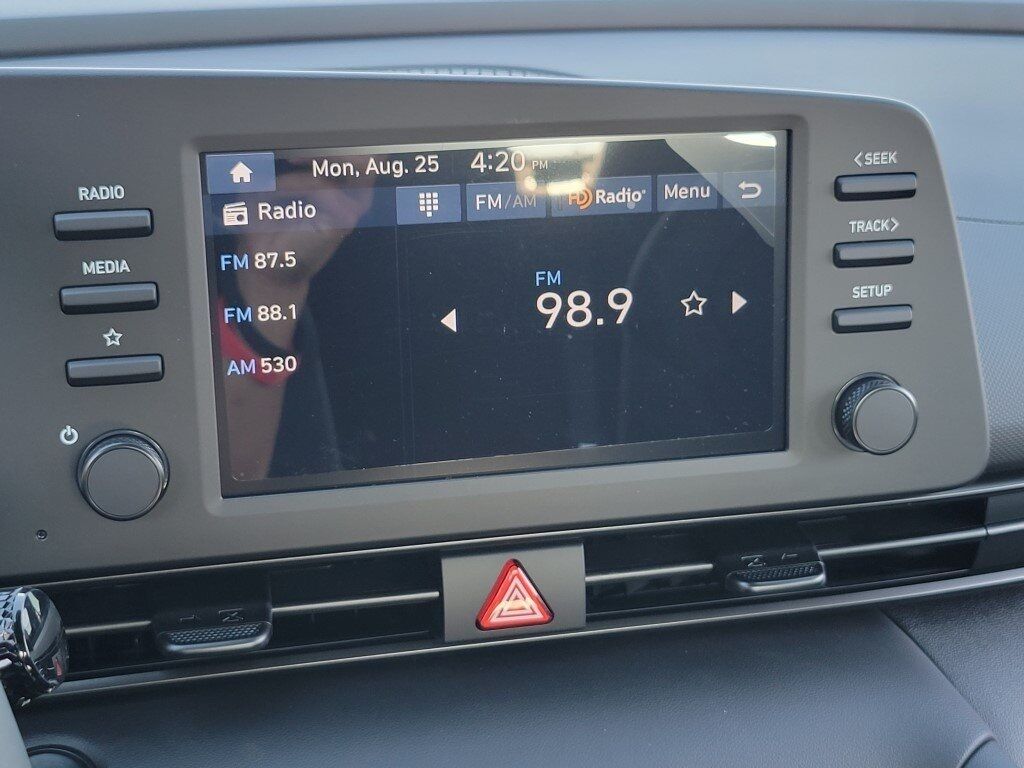 RADIO
MEDIA
Mon, Aug. 25 4:20 PM
Radio
FM/AM HD Radio Menu
FM 87.5
FM 88.1
AM 530
FM
98.9
<SEEK
TRACK>
SETUP